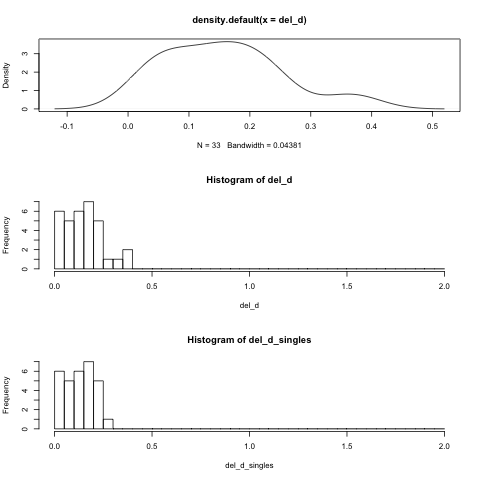 density.default(x = del_d)
Density
0 1 2 3
-0.1 0.0 0.1 0.2 0.3 0.4 0.5
N = 33 Bandwidth = 0.04381
Histogram of del_d
Frequency
0 2 4 6
0.0 0.5 1.0 1.5 2.0
del_d
Histogram of del_d_singles
Frequency
0 2 4 6
0.0 0.5 1.0 1.5 2.0
del_d_singles